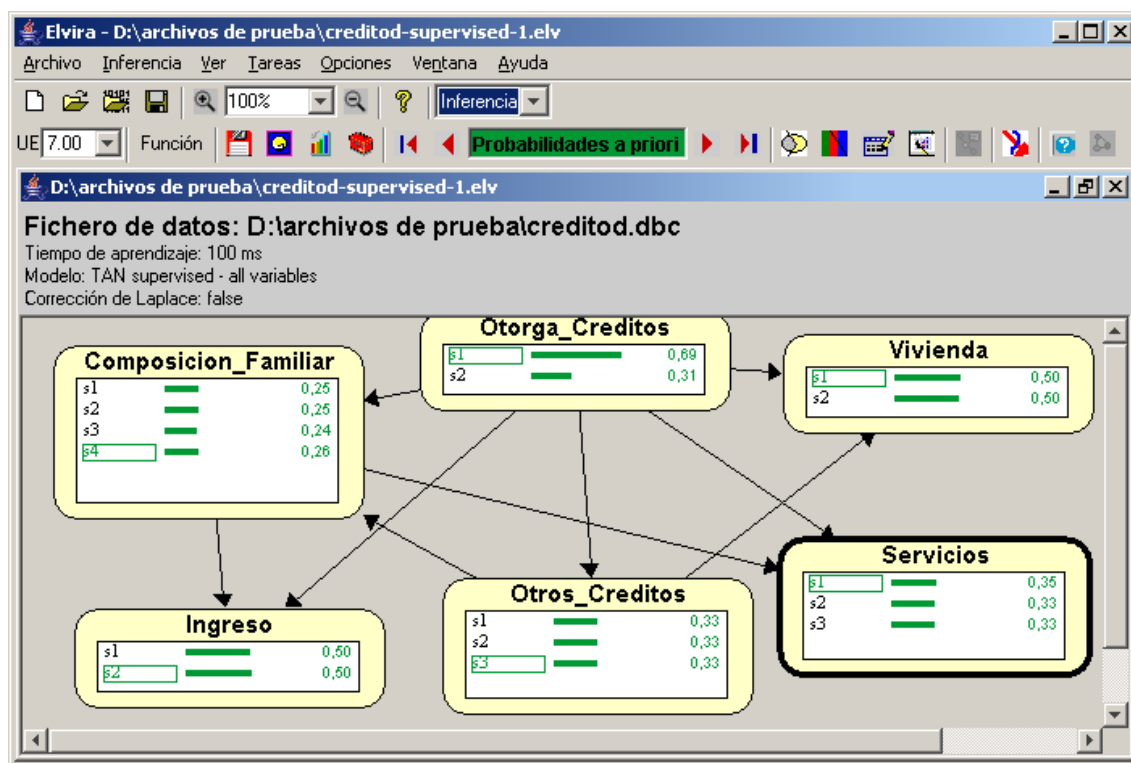 Elvira - D:\archivos de prueba\creditod-supervised-1.elv
Archivo Inferencia Ver Tareas Opciones Ventana Ayuda
100% Inferencia
UE 7.00 Función Probabilidades a priori
D:\archivos de prueba\creditod-supervised-1.elv
Fichero de datos: D:\archivos de prueba\creditod.dbc
Tiempo de aprendizaje: 100 ms
Modelo: TAN supervised - all variables
Corrección de Laplace: false
Otorga_Creditos
s1 0,69
s2 0,31
Composicion_Familiar
s1 0,25
s2 0,25
s3 0,24
s4 0,26
Vivienda
s1 0,50
s2 0,50
Servicios
s1 0,35
s2 0,33
s3 0,33
Otros_Creditos
s1 0,33
s2 0,33
s3 0,33
Ingreso
s1 0,50
s2 0,50